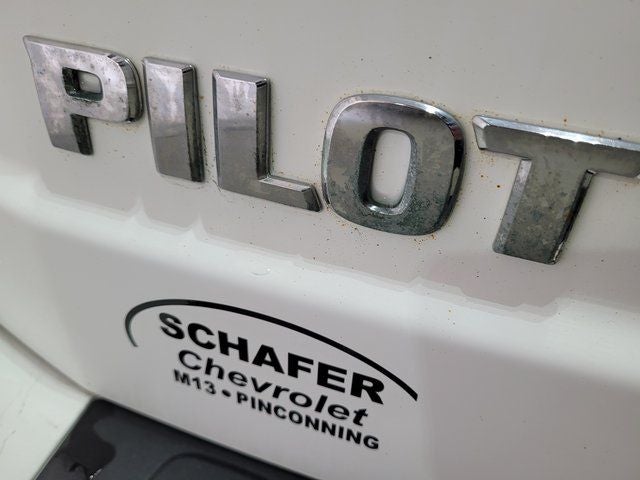 PILOT
SCHAFER
Chevrolet
M13 • PINCONNING